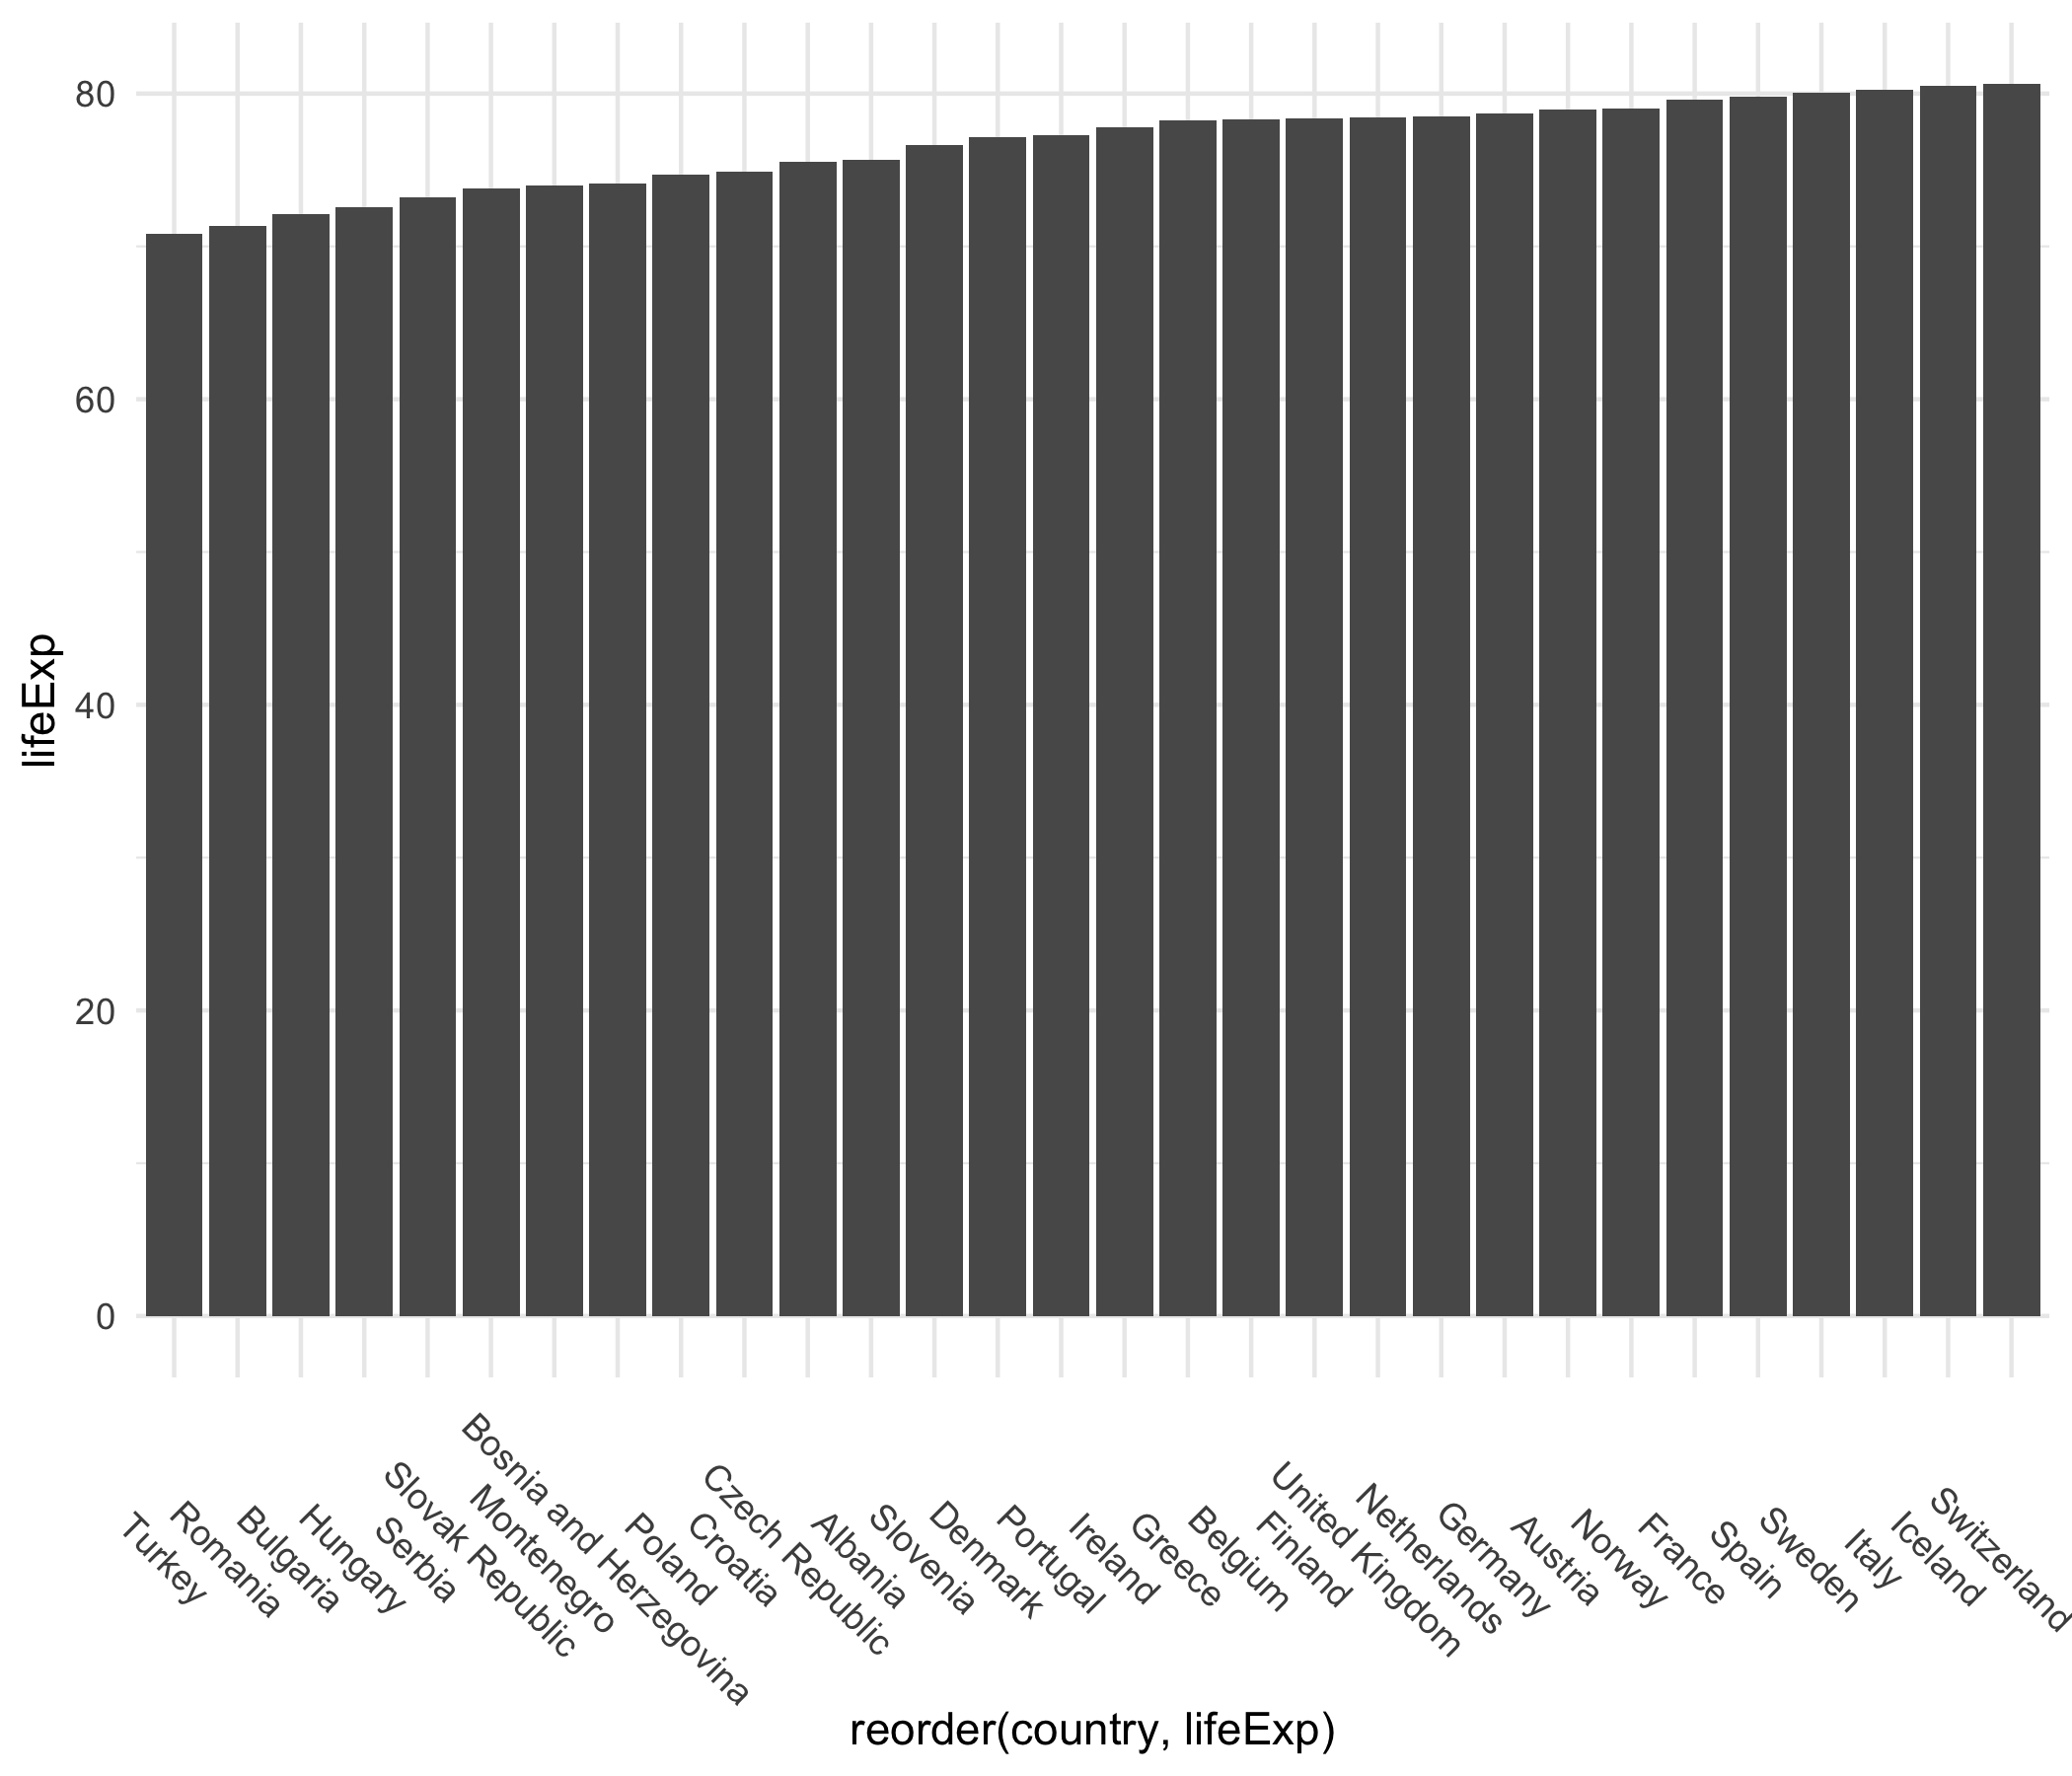 80
60
40
20
0
lifeExp
Turkey
Romania
Bulgaria
Hungary
Serbia
Slovak Republic
Montenegro
Bosnia and Herzegovina
Poland
Croatia
Czech Republic
Albania
Slovenia
Denmark
Portugal
Ireland
Greece
Belgium
Finland
United Kingdom
Netherlands
Germany
Austria
Norway
France
Spain
Sweden
Italy
Iceland
Switzerland
reorder(country, lifeExp)